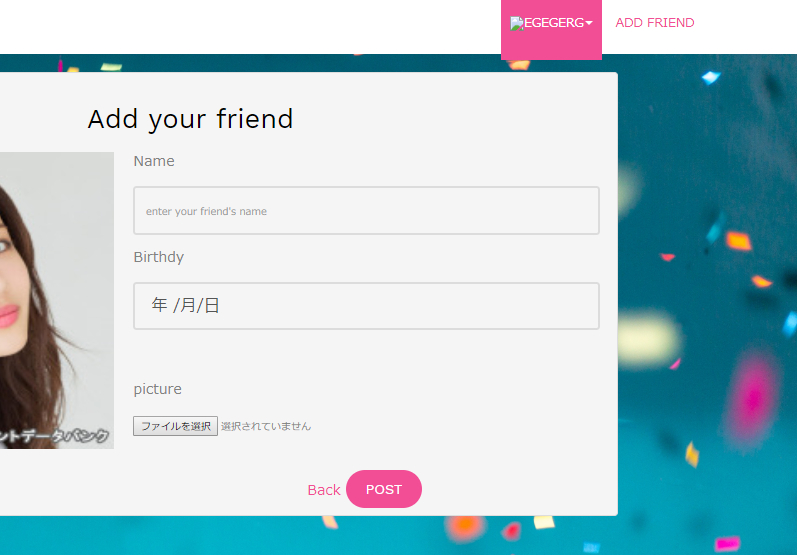 EGEGERG
ADD FRIEND
Add your friend
Name
enter your friend's name
Birthdy
年 /月/日
picture
ファイルを選択 選択されていません
ントデータバンク
Back POST